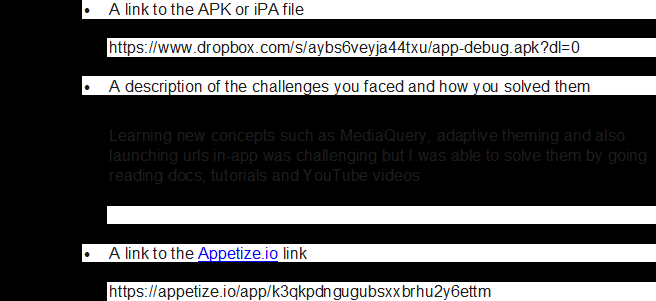 • A link to the APK or iPA file
https://www.dropbox.com/s/aybs6veyja44txu/app-debug.apk?dl=0
• A description of the challenges you faced and how you solved them
Learning new concepts such as MediaQuery, adaptive theming and also
launching urls in-app was challenging but I was able to solve them by going
reading docs, tutorials and YouTube videos
• A link to the Appetize.io link
https://appetize.io/app/k3qkpdngugubsxxbrhu2y6ettm